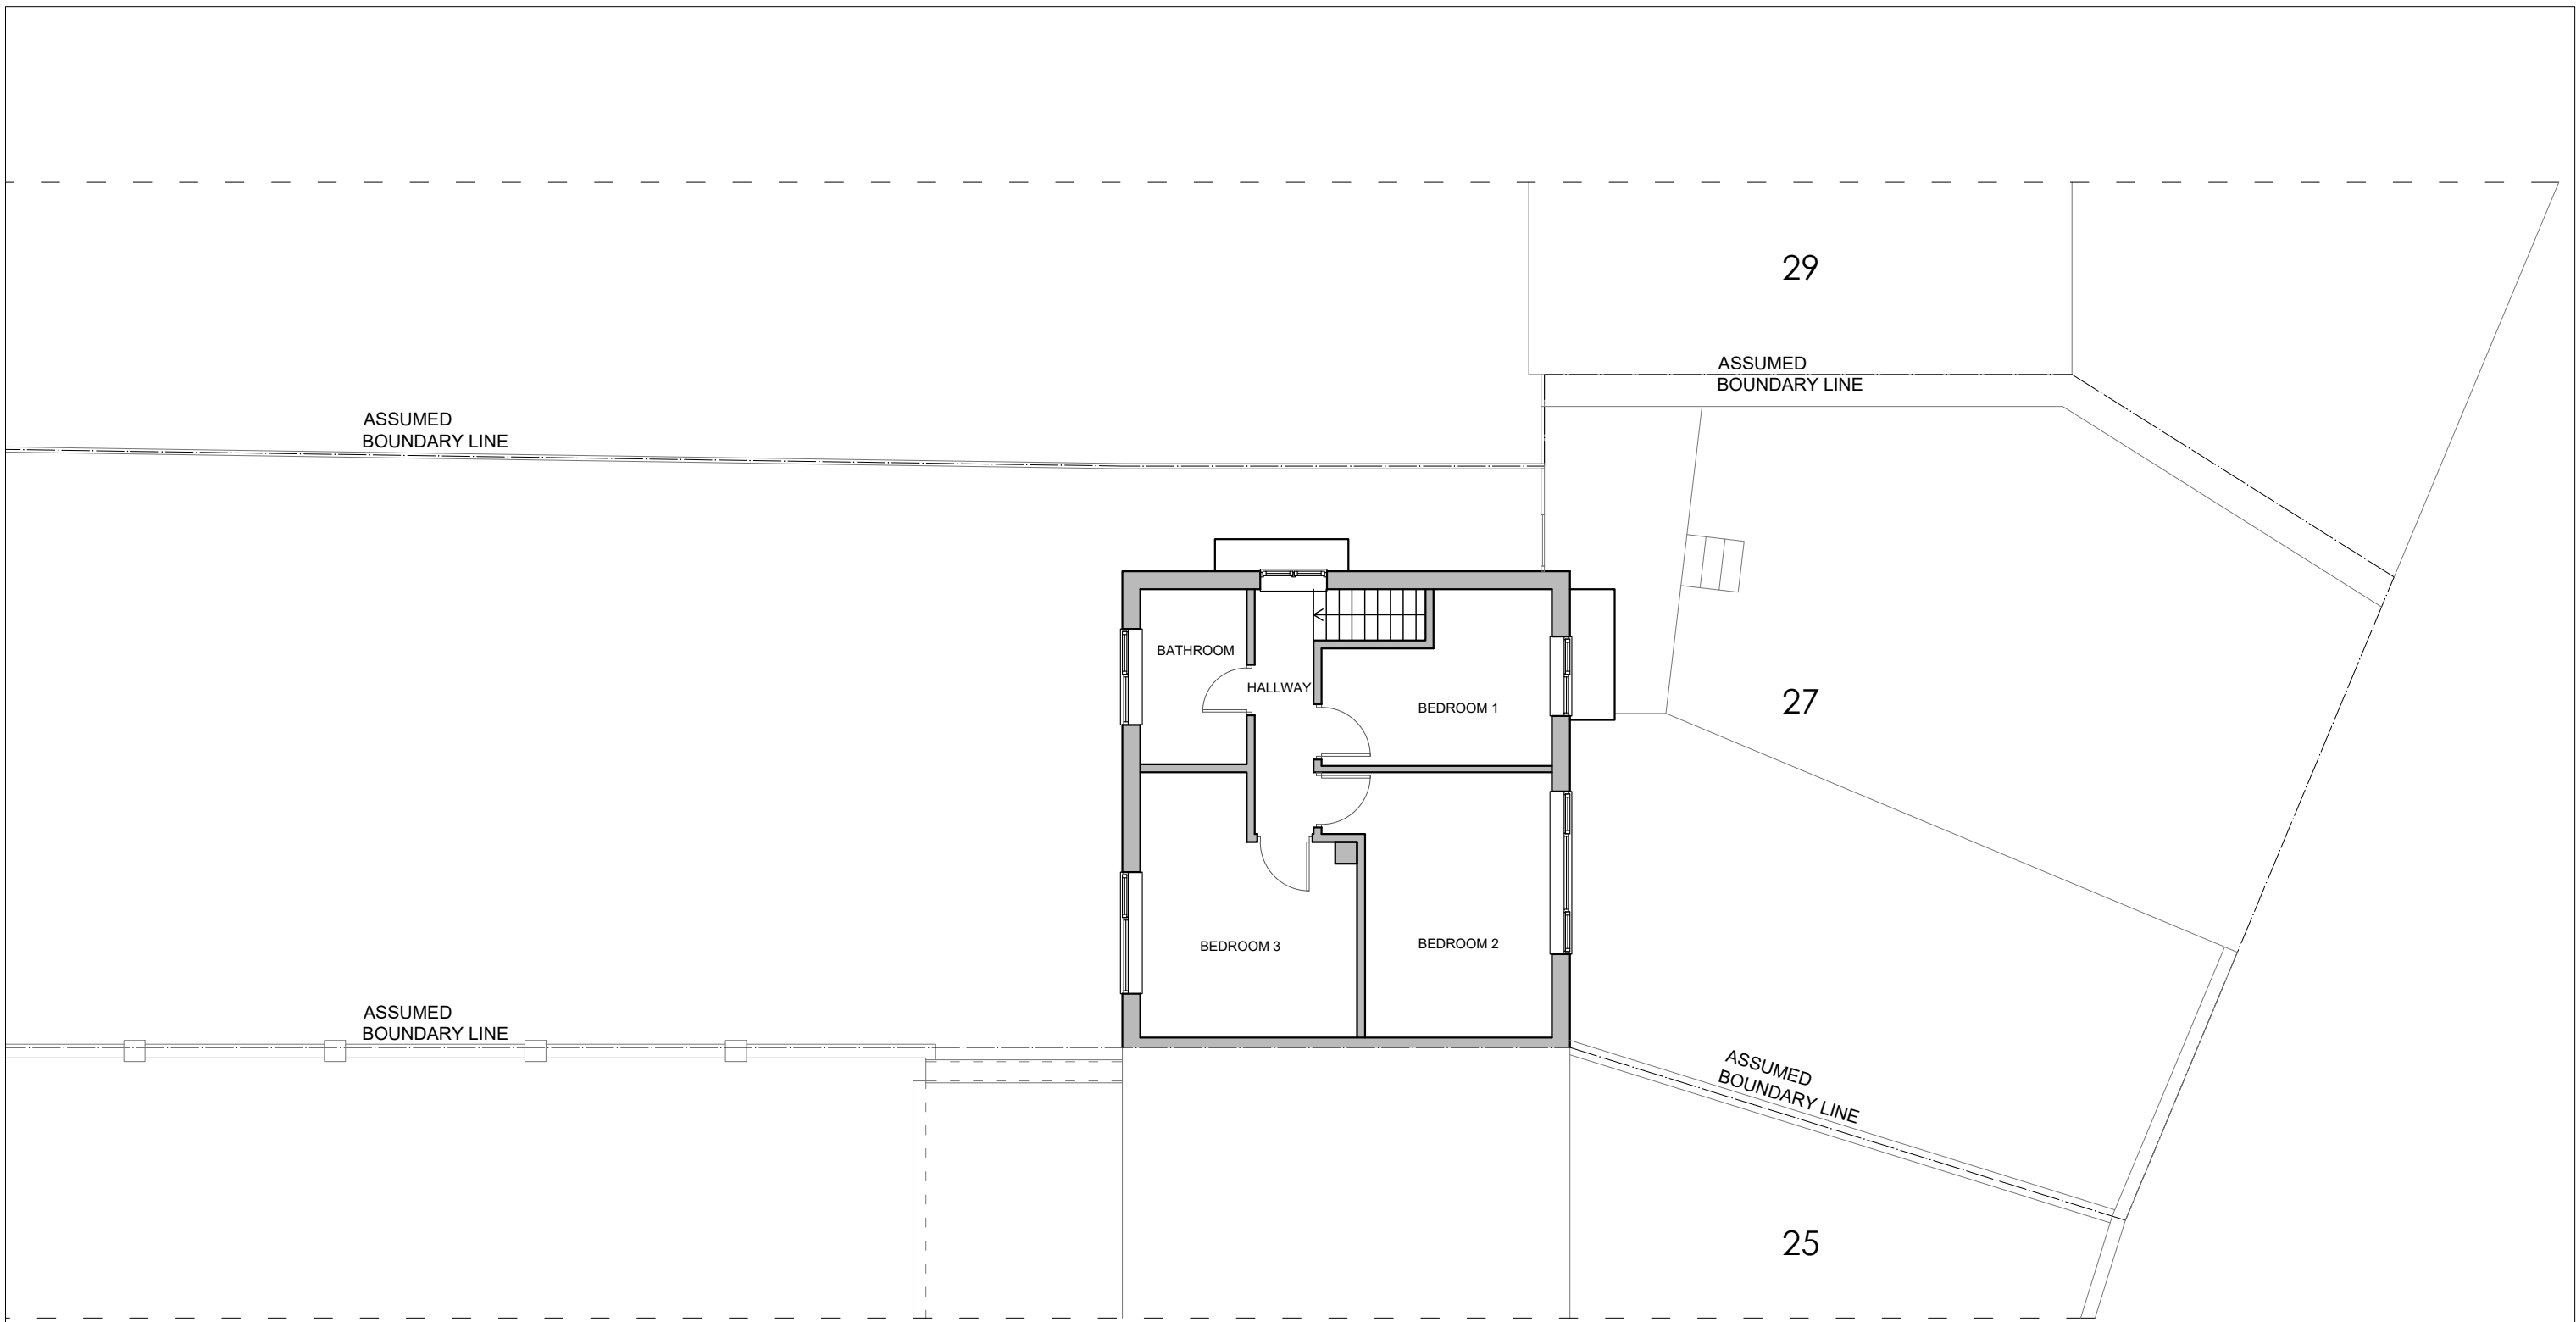 29
ASSUMED
BOUNDARY LINE
ASSUMED
BOUNDARY LINE
BATHROOM
HALLWAY
BEDROOM 1
27
BEDROOM 3
BEDROOM 2
ASSUMED
BOUNDARY LINE
ASSUMED
BOUNDARY LINE
25